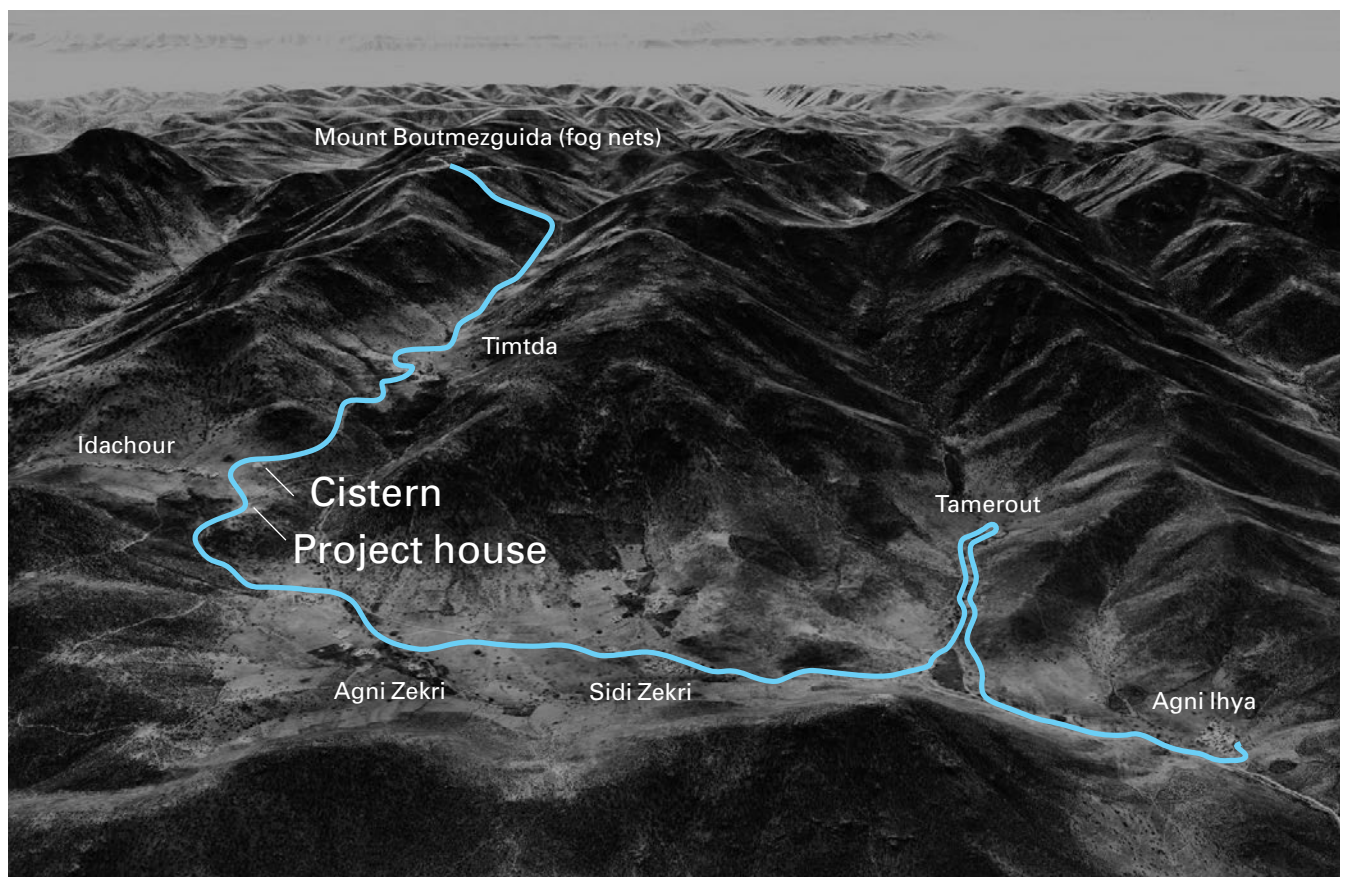 Mount Boutmezguida (fog nets)
Timtda
Idachour
Cistern
Tamerout
Project house
Agni Zekri
Sidi Zekri
Agni Ihya